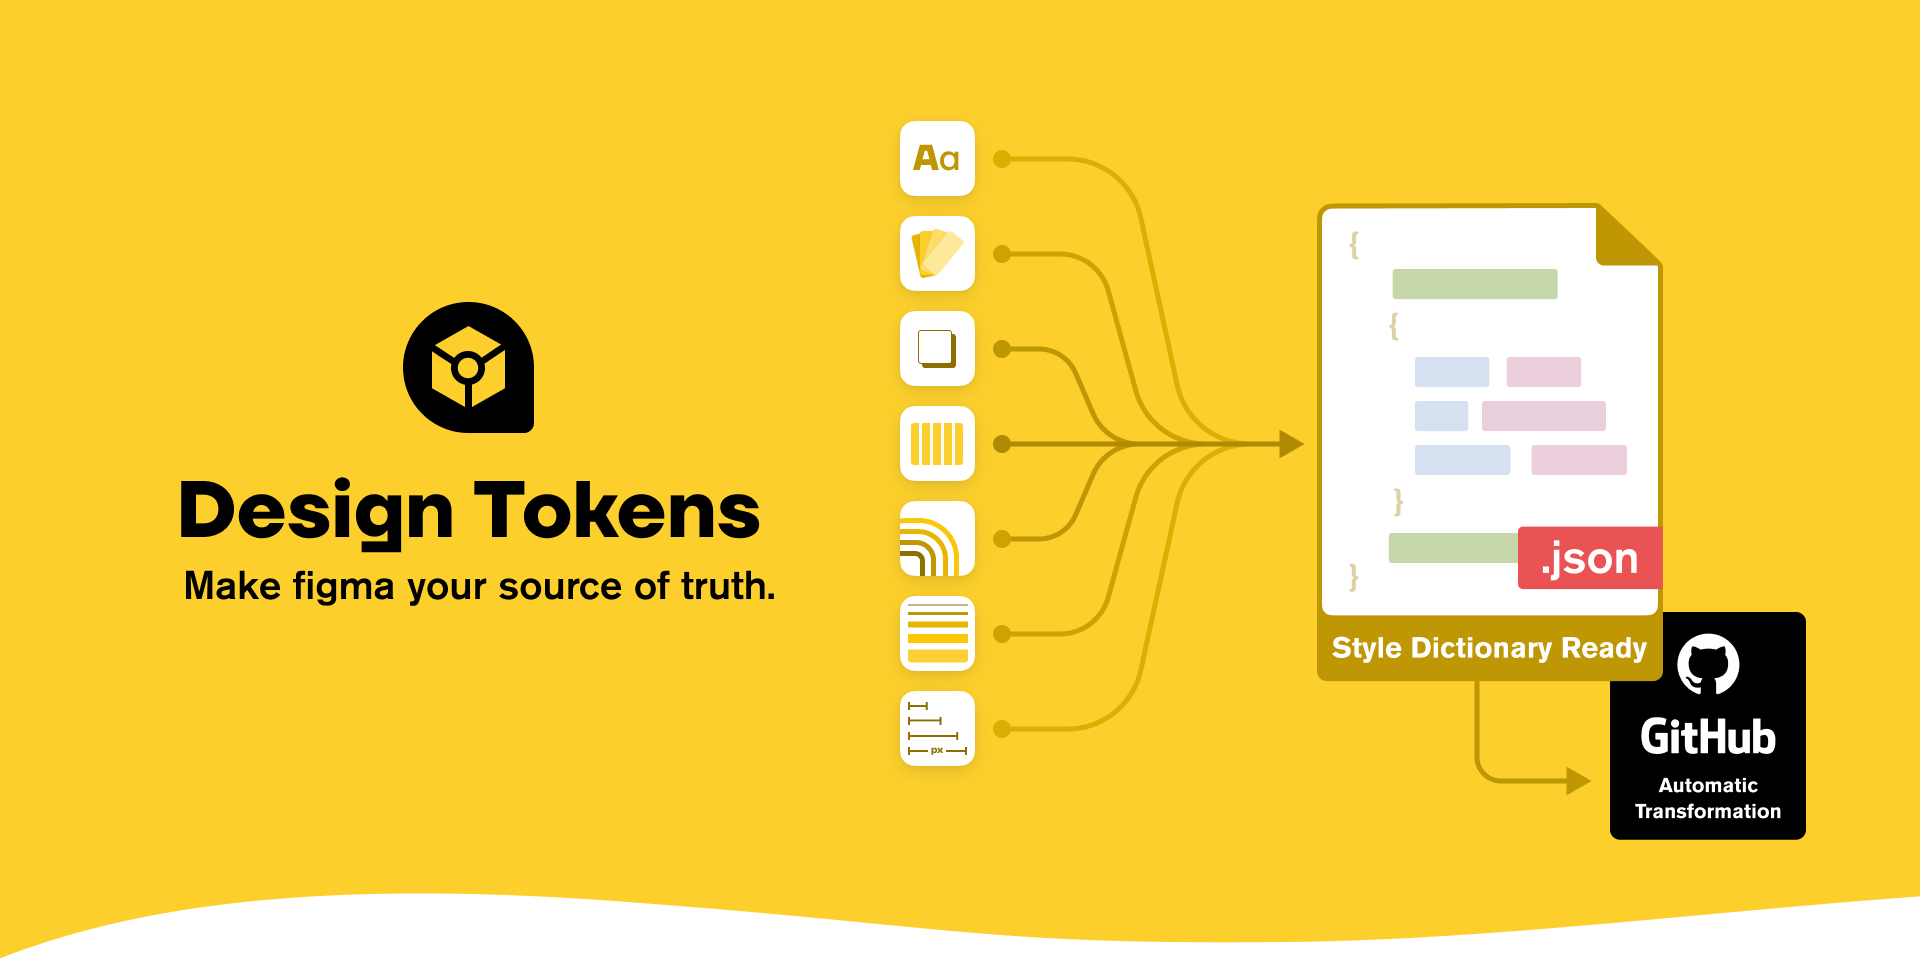 Design Tokens
Make figma your source of truth.
Aa
px
{
{
}
}
.json
Style Dictionary Ready
GitHub
Automatic
Transformation